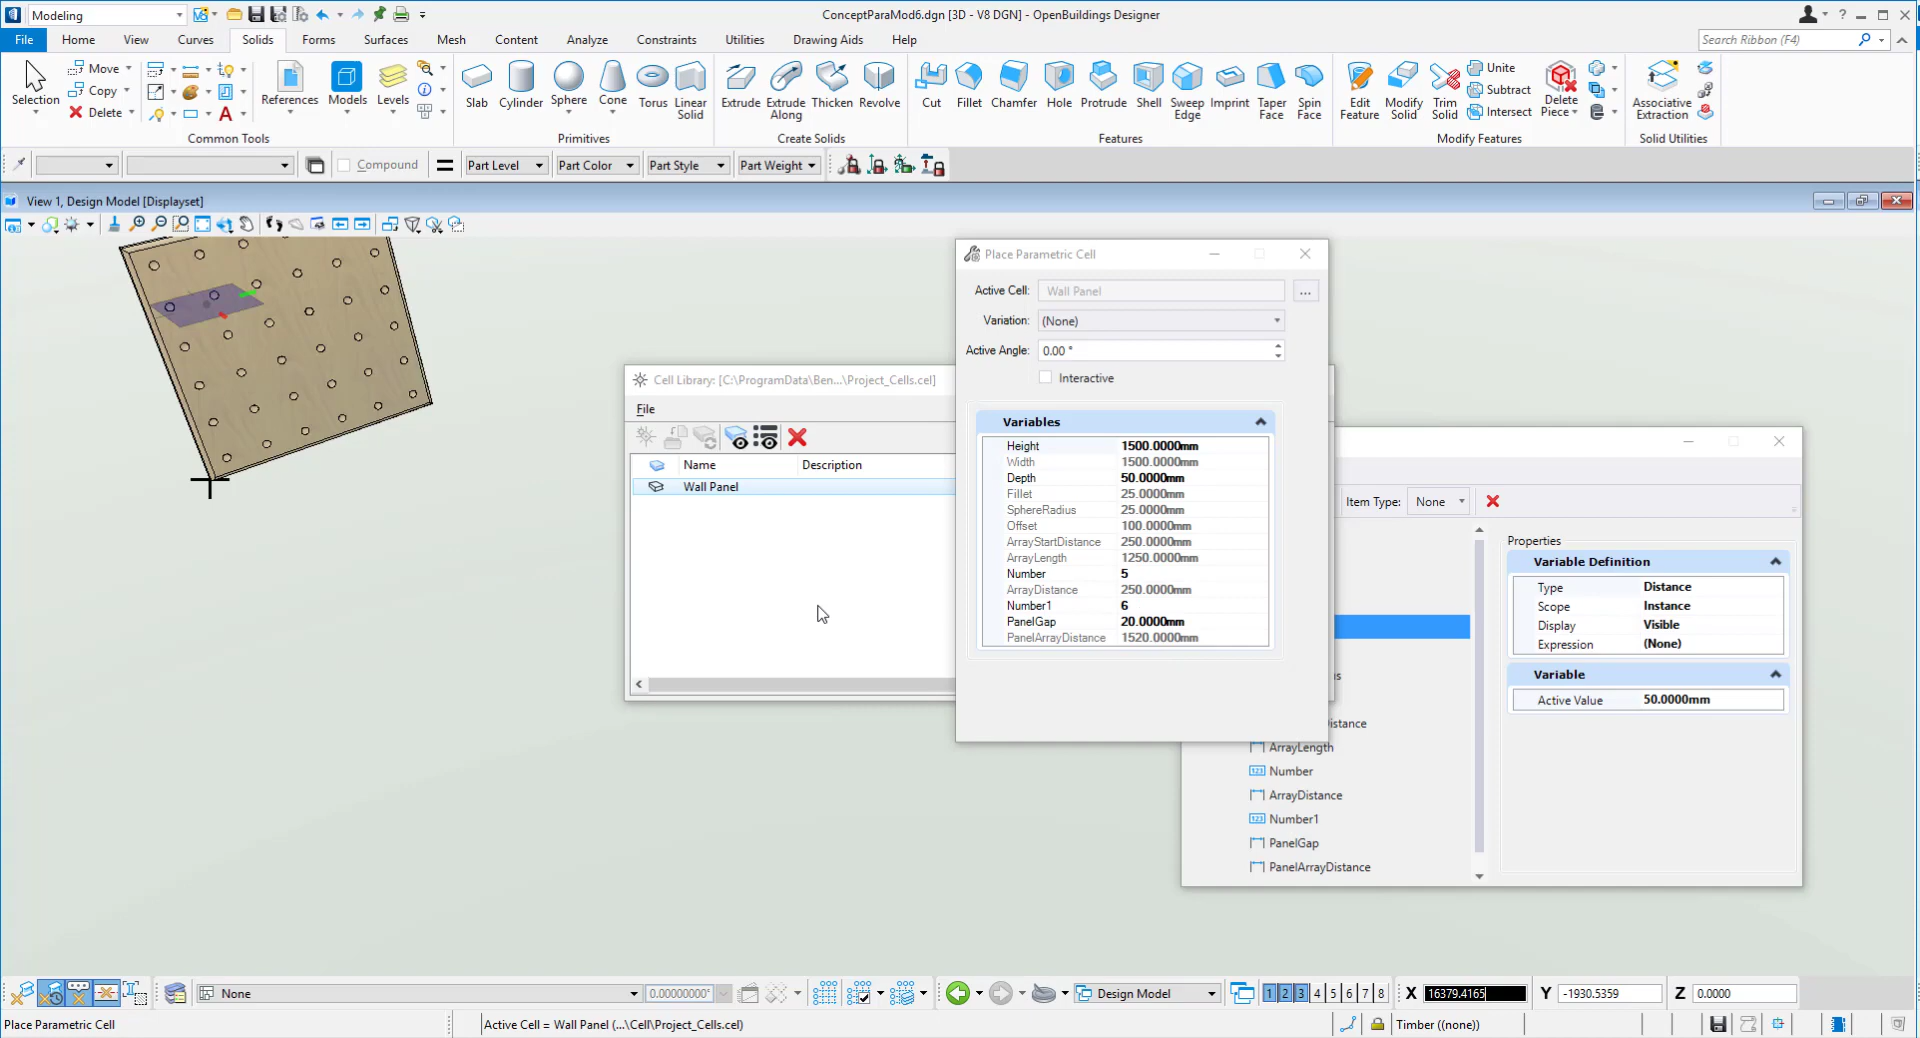 Modeling
ConceptParaMod6.dgn [3D - V8 DGN] - OpenBuildings Designer
File Home View Curves Solids Forms Surfaces Mesh Content Analyze Constraints Utilities Drawing Aids Help
Search Ribbon (F4)
Selection
Move
Copy
Delete
References
Models
Levels
Slab
Cylinder
Sphere
Cone
Torus
Linear Solid
Extrude
Extrude Along
Thicken
Revolve
Cut
Fillet
Chamfer
Hole
Protrude
Shell
Sweep Edge
Imprint
Taper Face
Spin Face
Edit Feature
Modify Solid
Trim Solid
Unite
Subtract
Intersect
Delete Piece
Associative Extraction
Common Tools
Primitives
Create Solids
Features
Modify Features
Solid Utilities
Compound
Part Level
Part Color
Part Style
Part Weight
View 1, Design Model [Displayset]
Place Parametric Cell
Active Cell: Wall Panel
...
Variation: (None)
Active Angle: 0.00 °
Interactive
Variables
Height 1500.0000mm
Width 1500.0000mm
Depth 50.0000mm
Fillet 25.0000mm
SphereRadius 25.0000mm
Offset 100.0000mm
ArrayStartDistance 250.0000mm
ArrayLength 1250.0000mm
Number 5
ArrayDistance 250.0000mm
Number1 6
PanelGap 20.0000mm
PanelArrayDistance 1520.0000mm
Cell Library: [C:\ProgramData\Ben...\Project_Cells.cel]
File
Name Description
Wall Panel
Item Type: None
s
istance
ArrayLength
Number
ArrayDistance
Number1
PanelGap
PanelArrayDistance
Properties
Variable Definition
Type Distance
Scope Instance
Display Visible
Expression (None)
Variable
Active Value 50.0000mm
None
0.00000000°
Design Model
1 2 3 4 5 6 7 8
X 16379.4165
Y -1930.5359
Z 0.0000
Place Parametric Cell
Active Cell = Wall Panel (...\Cell\Project_Cells.cel)
Timber ((none))